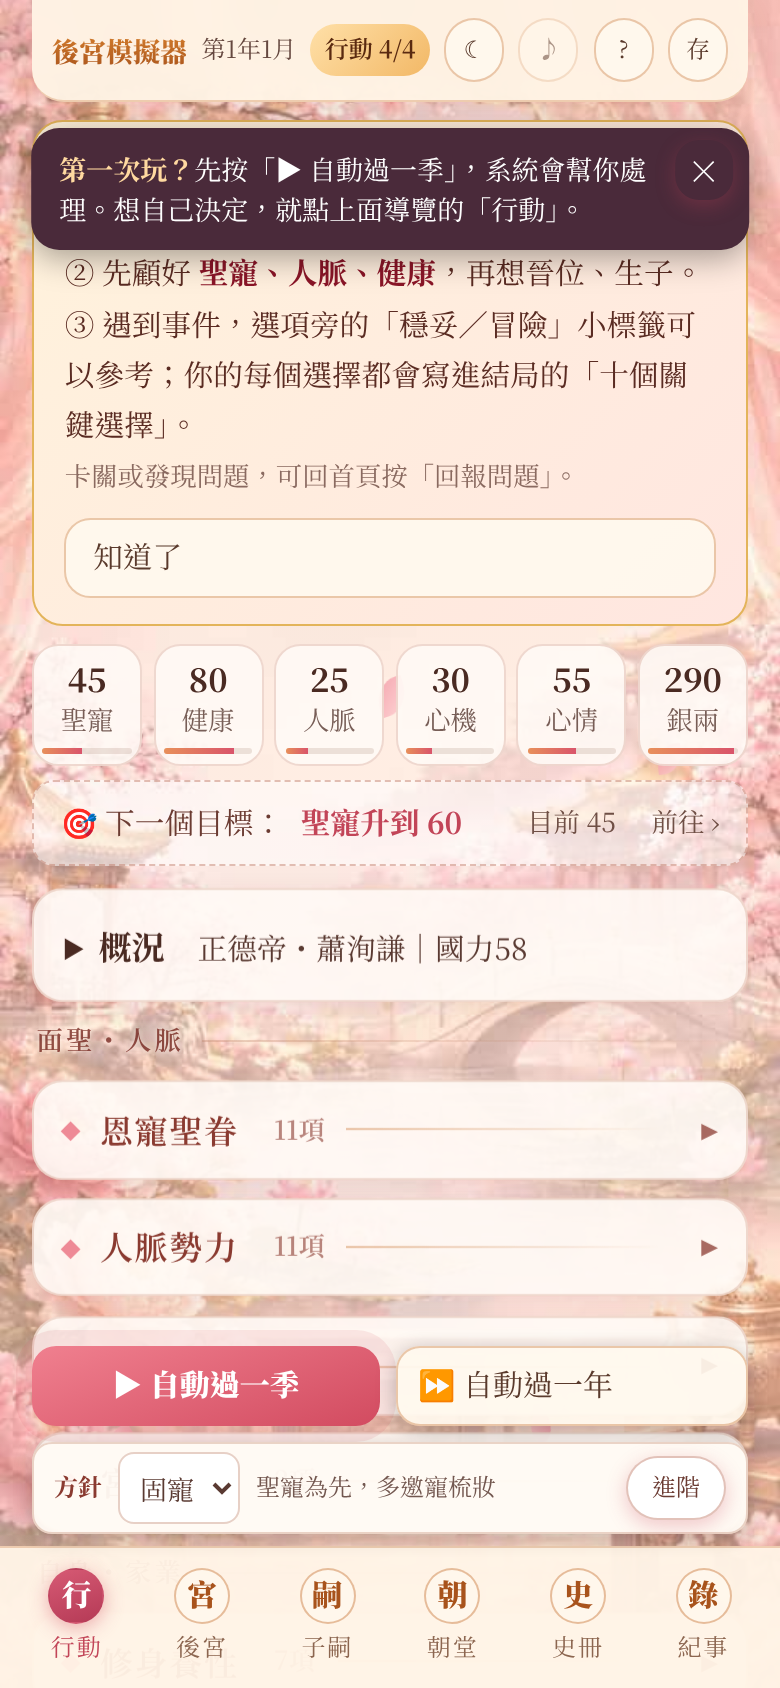 後宮模擬器 第1年1月 行動 4/4 ☾ ♪ ? 存
第一次玩？先按「▶ 自動過一季」，系統會幫你處
理。想自己決定，就點上面導覽的「行動」。
② 先顧好 聖寵、人脈、健康，再想晉位、生子。
③ 遇到事件，選項旁的「穩妥／冒險」小標籤可
以參考；你的每個選擇都會寫進結局的「十個關
鍵選擇」。
卡關或發現問題，可回首頁按「回報問題」。
知道了
45 80 25 30 55 290
聖寵 健康 人脈 心機 心情 銀兩
🎯 下一個目標： 聖寵升到 60 目前 45 前往 ›
▶ 概況 正德帝・蕭洵謙｜國力58
面聖・人脈
◆ 恩寵聖眷 11項 ▶
◆ 人脈勢力 11項 ▶
▶ 自動過一季 ⏩ 自動過一年
方針 固寵 聖寵為先，多邀寵梳妝 進階
行 宮 嗣 朝 史 錄
行動 後宮 子嗣 朝堂 史冊 紀事
修身養性 7項